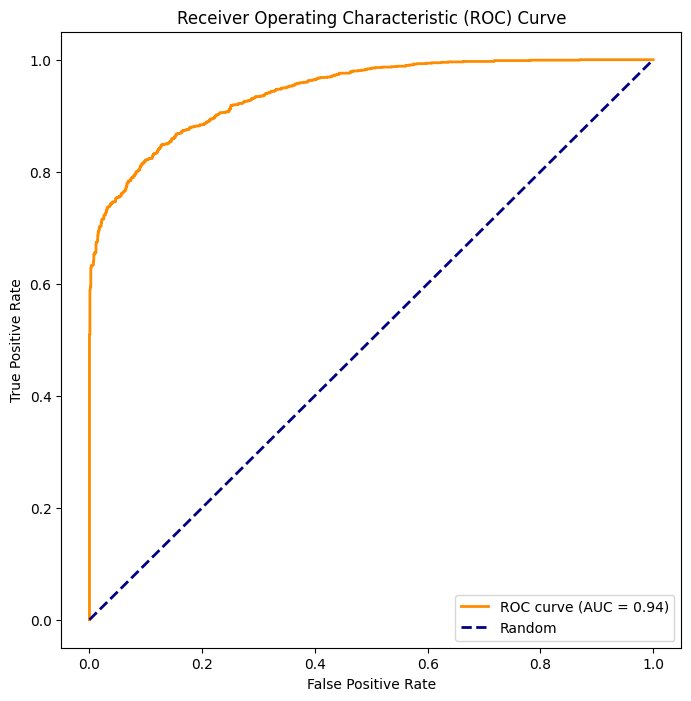 Receiver Operating Characteristic (ROC) Curve
1.0
0.8
0.6
0.4
0.2
0.0
True Positive Rate
0.0 0.2 0.4 0.6 0.8 1.0
False Positive Rate
ROC curve (AUC = 0.94)
Random